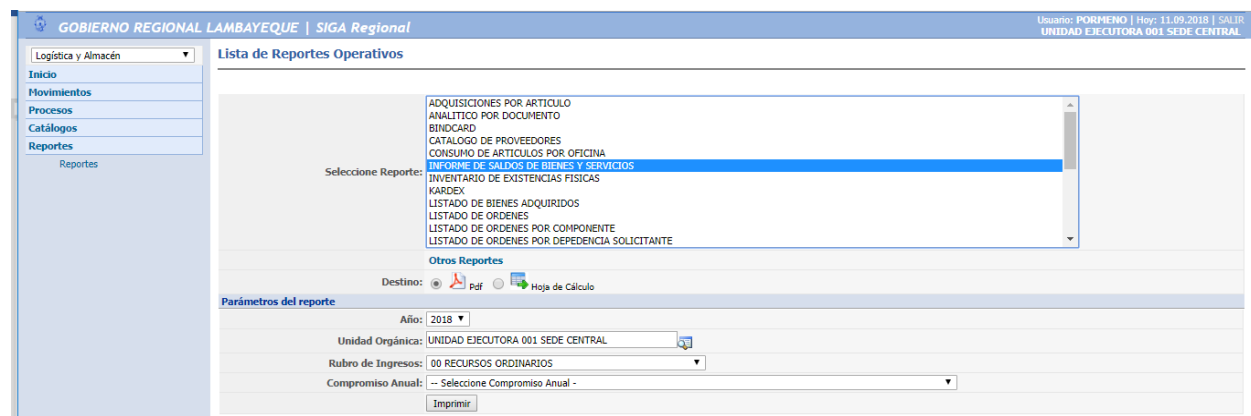 GOBIERNO REGIONAL LAMBAYEQUE | SIGA Regional
Usuario: PORMENO | Hoy: 11.09.2018 | SALIR
UNIDAD EJECUTORA 001 SEDE CENTRAL
Logística y Almacén
Inicio
Movimientos
Procesos
Catálogos
Reportes
Reportes
Lista de Reportes Operativos
Seleccione Reporte:
ADQUISICIONES POR ARTICULO
ANALITICO POR DOCUMENTO
BINDCARD
CATALOGO DE PROVEEDORES
CONSUMO DE ARTICULOS POR OFICINA
INFORME DE SALDOS DE BIENES Y SERVICIOS
INVENTARIO DE EXISTENCIAS FISICAS
KARDEX
LISTADO DE BIENES ADQUIRIDOS
LISTADO DE ORDENES
LISTADO DE ORDENES POR COMPONENTE
LISTADO DE ORDENES POR DEPEDENCIA SOLICITANTE
Otros Reportes
Destino: Pdf Hoja de Cálculo
Parámetros del reporte
Año: 2018
Unidad Orgánica: UNIDAD EJECUTORA 001 SEDE CENTRAL
Rubro de Ingresos: 00 RECURSOS ORDINARIOS
Compromiso Anual: -- Seleccione Compromiso Anual -
Imprimir